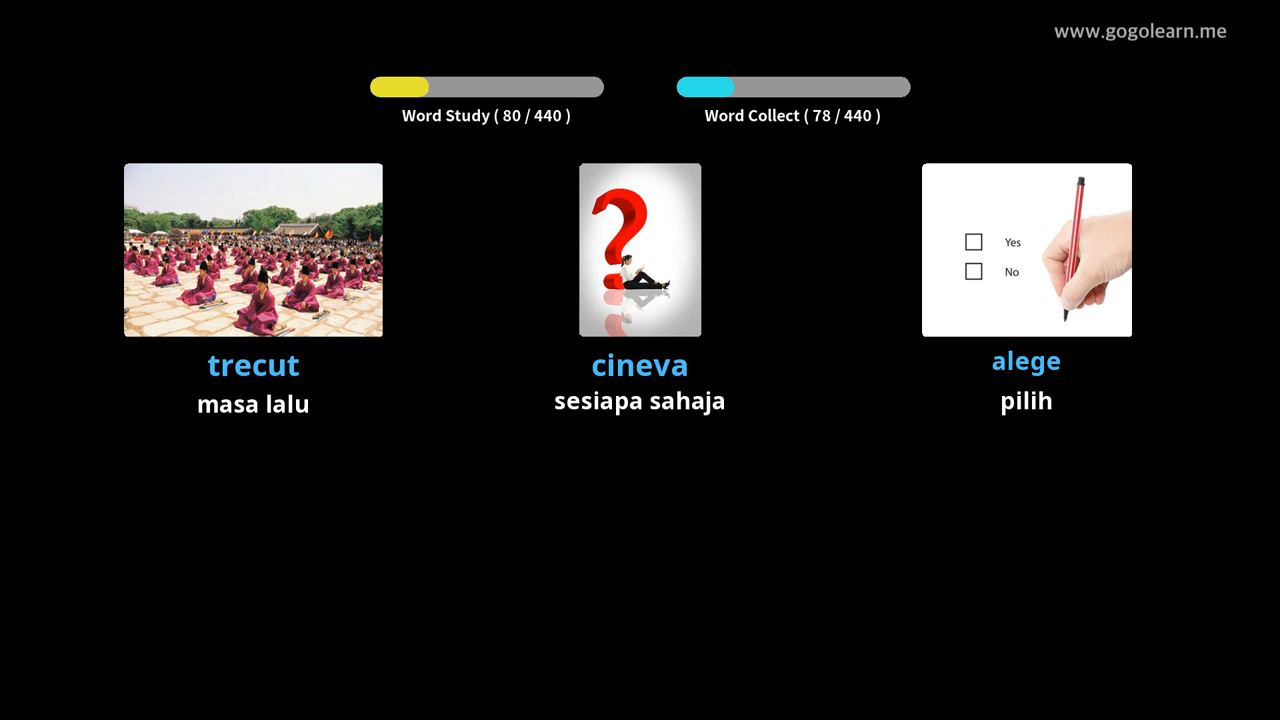 www.gogolearn.me
Word Study ( 80 / 440 )
Word Collect ( 78 / 440 )
Yes
No
trecut
cineva
alege
masa lalu
sesiapa sahaja
pilih